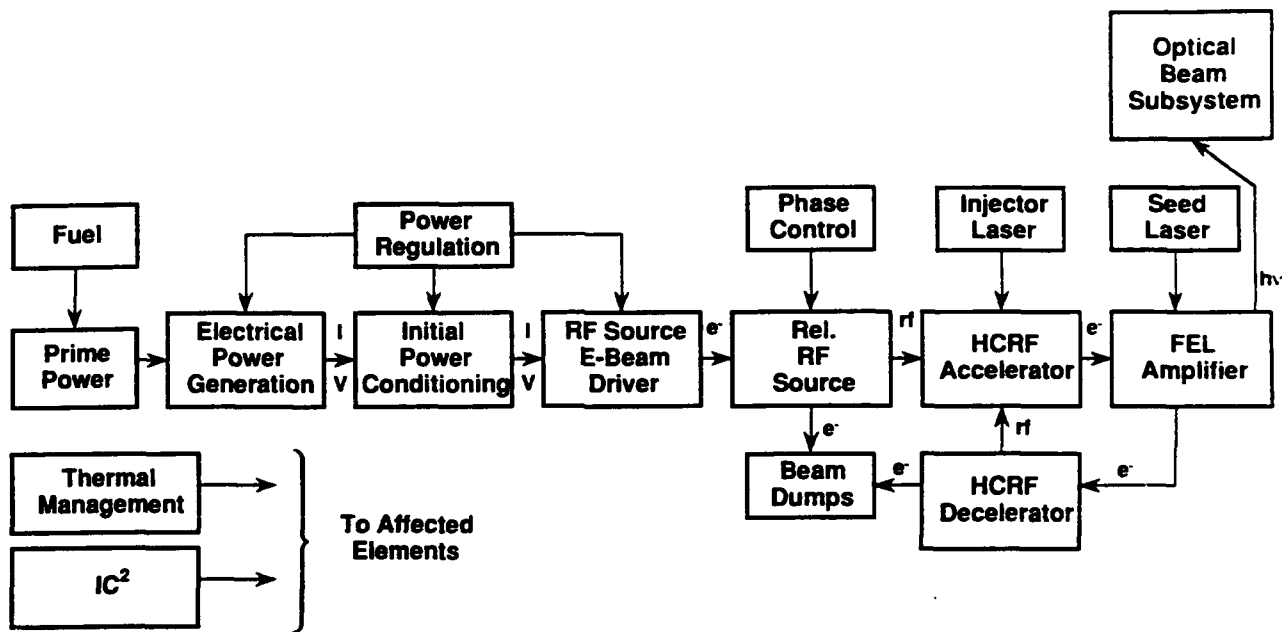 Optical
Beam
Subsystem
Fuel
Power
Regulation
Phase
Control
Injector
Laser
Seed
Laser
hν
Prime
Power
Electrical
Power
Generation
I
V
Initial
Power
Conditioning
I
V
RF Source
E-Beam
Driver
e-
Rel.
RF
Source
rf
HCRF
Accelerator
e-
FEL
Amplifier
e-
rf
Thermal
Management
Beam
Dumps
e-
HCRF
Decelerator
e-
To Affected
Elements
IC²